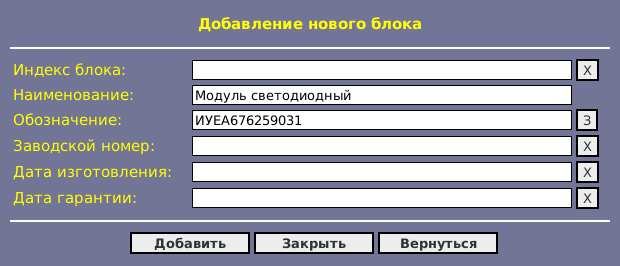 Добавление нового блока
Индекс блока: X
Наименование: Модуль светодиодный
Обозначение: ИУЕА676259031 З
Заводской номер: X
Дата изготовления: X
Дата гарантии: X
Добавить Закрыть Вернуться